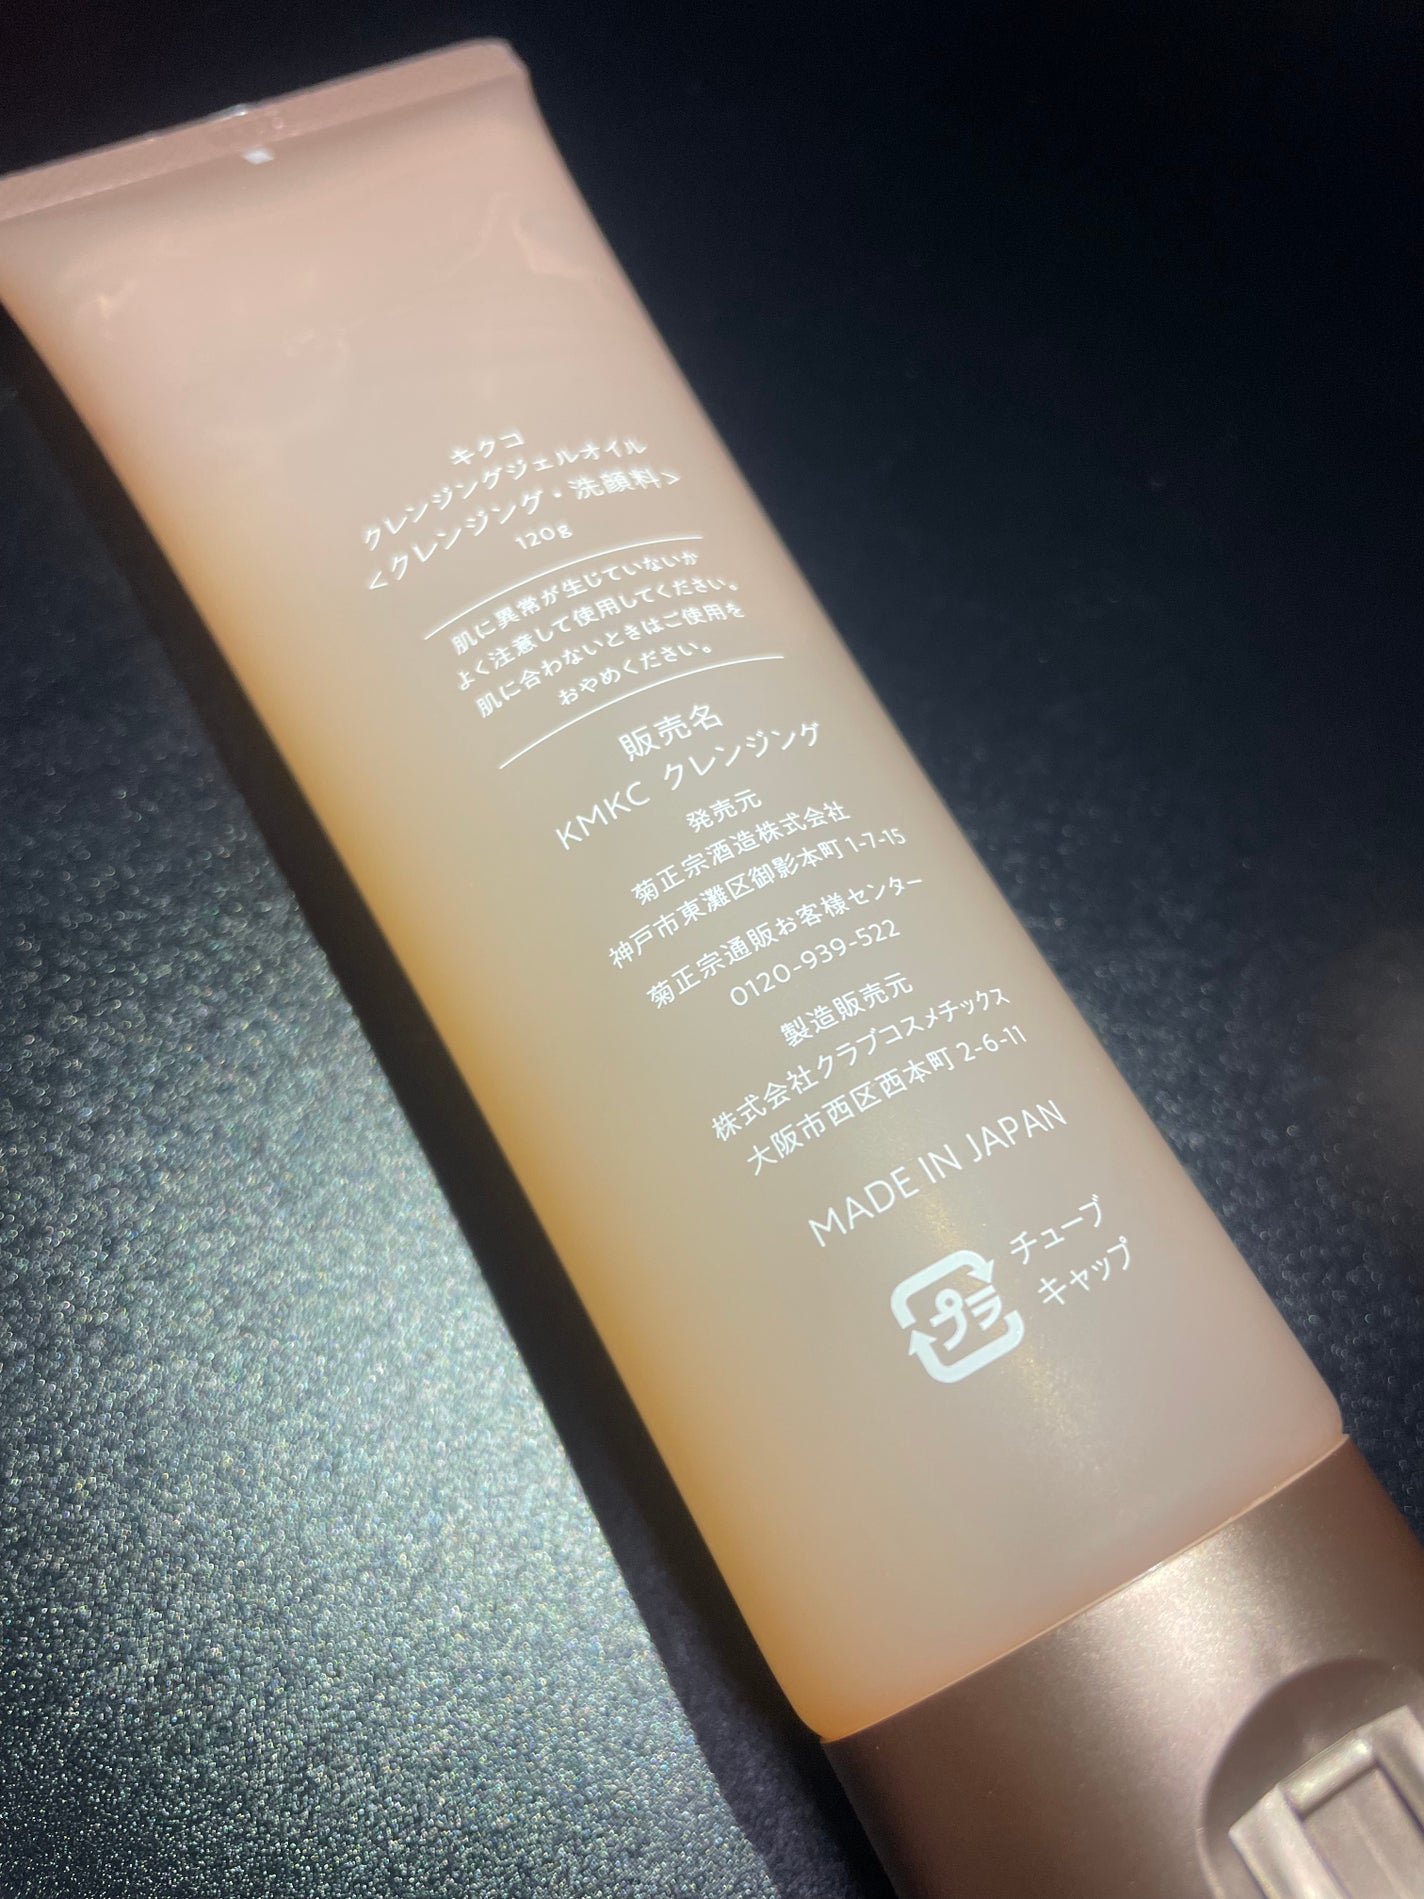 キクコ
クレンジングジェルオイル
<クレンジング・洗顔料>
120g
肌に異常が生じていないか
よく注意して使用してください。
肌に合わないときはご使用を
おやめください。
販売名
KMKC クレンジング
発売元
菊正宗酒造株式会社
神戸市東灘区御影本町1-7-15
菊正宗通販お客様センター
0120-939-522
製造販売元
株式会社クラブコスメチックス
大阪市西区西本町2-6-11
MADE IN JAPAN
プラ
チューブ
キャップ